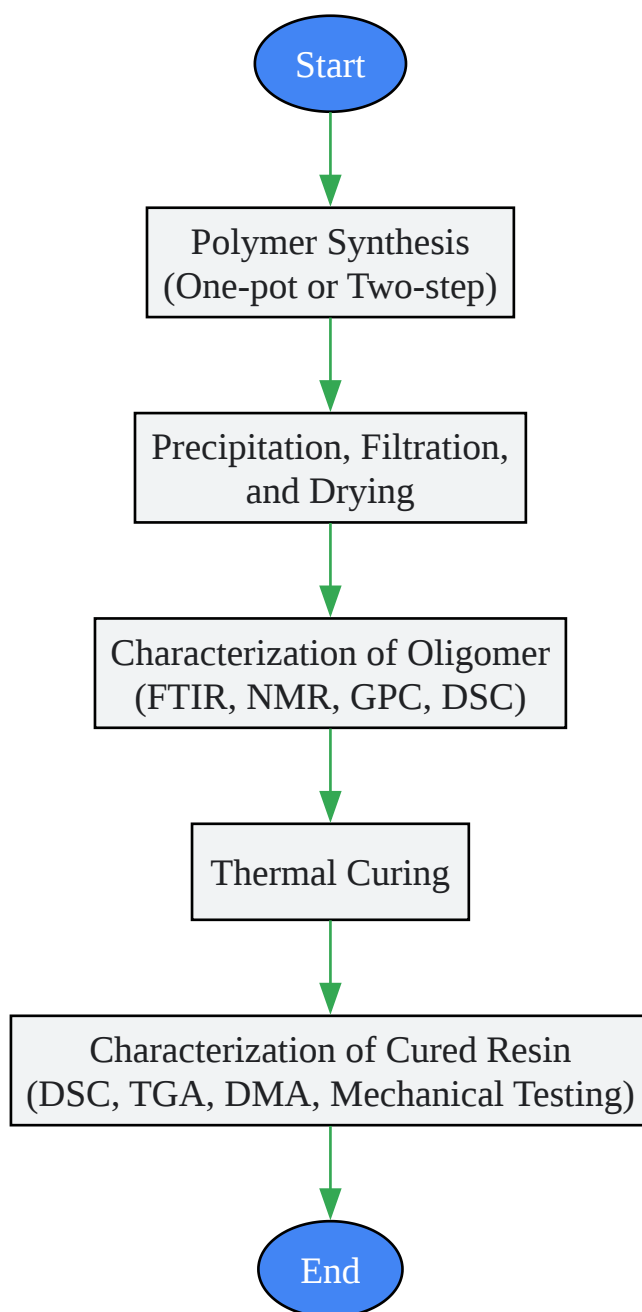 Start
Polymer Synthesis
(One-pot or Two-step)
Precipitation, Filtration,
and Drying
Characterization of Oligomer
(FTIR, NMR, GPC, DSC)
Thermal Curing
Characterization of Cured Resin
(DSC, TGA, DMA, Mechanical Testing)
End